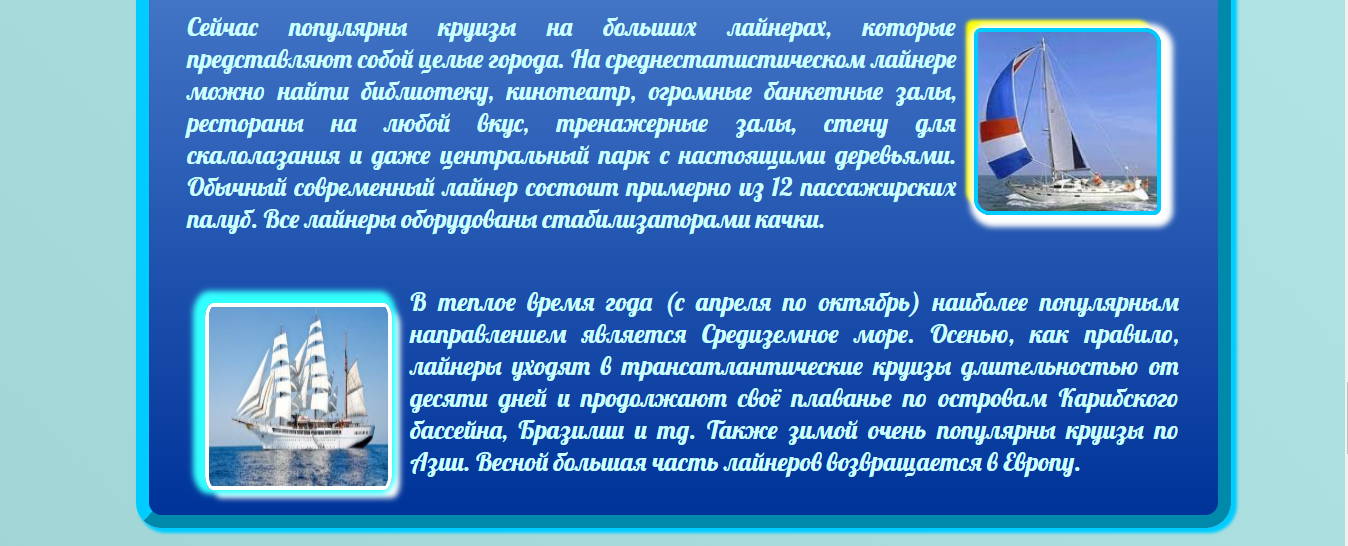 Сейчас популярны круизы на больших лайнерах, которые
представляют собой целые города. На среднестатистическом лайнере
можно найти библиотеку, кинотеатр, огромные банкетные залы,
рестораны на любой вкус, тренажерные залы, стену для
скалолазания и даже центральный парк с настоящими деревьями.
Обычный современный лайнер состоит примерно из 12 пассажирских
палуб. Все лайнеры оборудованы стабилизаторами качки.
В теплое время года (с апреля по октябрь) наиболее популярным
направлением является Средиземное море. Осенью, как правило,
лайнеры уходят в трансатлантические круизы длительностью от
десяти дней и продолжают своё плаванье по островам Карибского
бассейна, Бразилии и тд. Также зимой очень популярны круизы по
Азии. Весной большая часть лайнеров возвращается в Европу.